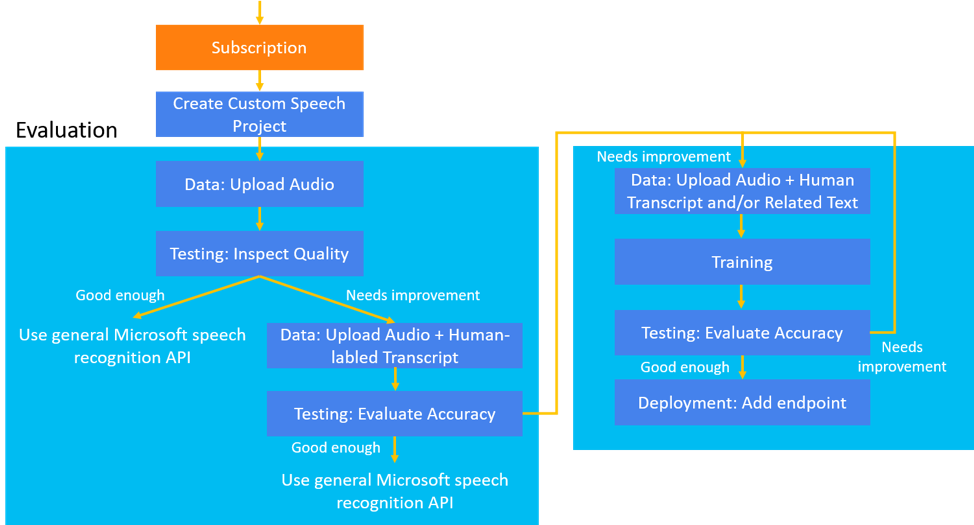 Subscription
Create Custom Speech
Project
Evaluation
Data: Upload Audio
Testing: Inspect Quality
Good enough
Needs improvement
Use general Microsoft speech
recognition API
Data: Upload Audio + Human-
labled Transcript
Testing: Evaluate Accuracy
Good enough
Use general Microsoft speech
recognition API
Needs improvement
Data: Upload Audio + Human
Transcript and/or Related Text
Training
Testing: Evaluate Accuracy
Needs
improvement
Good enough
Deployment: Add endpoint